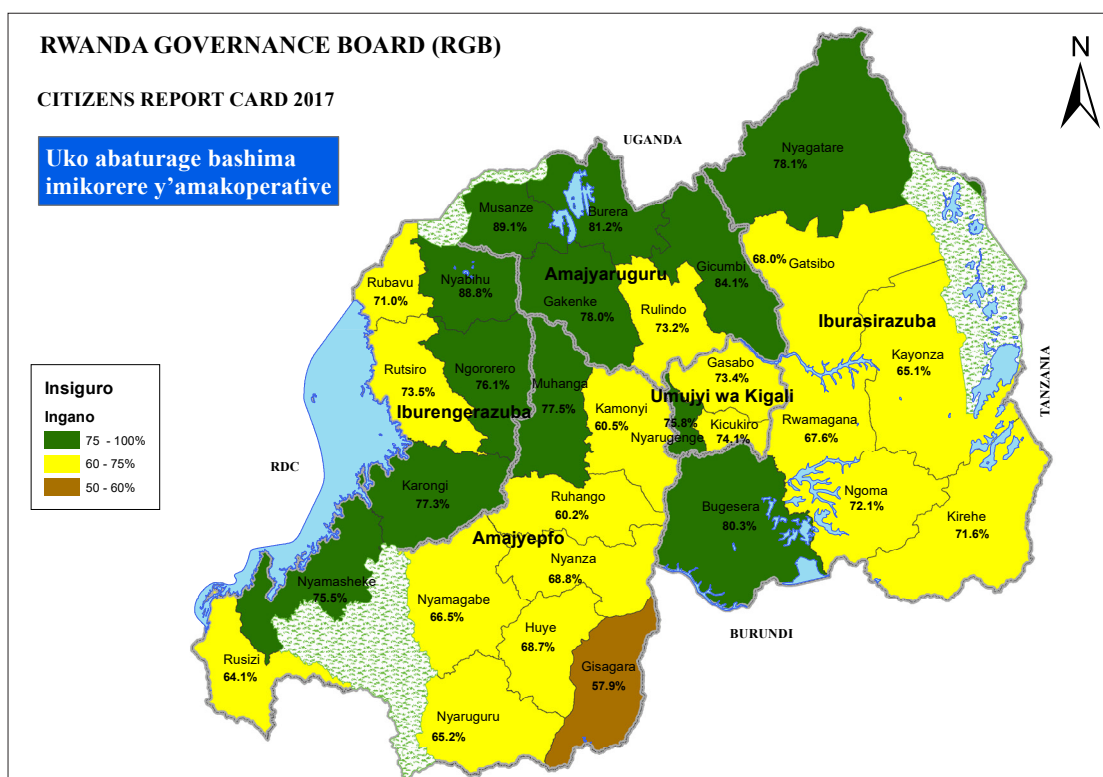 RWANDA GOVERNANCE BOARD (RGB)
CITIZENS REPORT CARD 2017
Uko abaturage bashima
imikorere y'amakoperative
N
UGANDA
TANZANIA
RDC
BURUNDI
Nyagatare
78.1%
Musanze
89.1%
Burera
81.2%
Amajyaruguru
Gicumbi
84.1%
68.0%
Gatsibo
Rubavu
71.0%
Nyabihu
88.8%
Gakenke
78.0%
Rulindo
73.2%
Iburasirazuba
Kayonza
65.1%
Rutsiro
73.5%
Ngororero
76.1%
Iburengerazuba
Muhanga
77.5%
Kamonyi
60.5%
Gasabo
73.4%
Umujyi wa Kigali
75.8%
Nyarugenge
Kicukiro
74.1%
Rwamagana
67.6%
Karongi
77.3%
Ruhango
60.2%
Bugesera
80.3%
Ngoma
72.1%
Kirehe
71.6%
Amajyepfo
Nyanza
68.8%
Nyamasheke
75.5%
Nyamagabe
66.5%
Huye
68.7%
Gisagara
57.9%
Rusizi
64.1%
Nyaruguru
65.2%
Insiguro
Ingano
75 - 100%
60 - 75%
50 - 60%